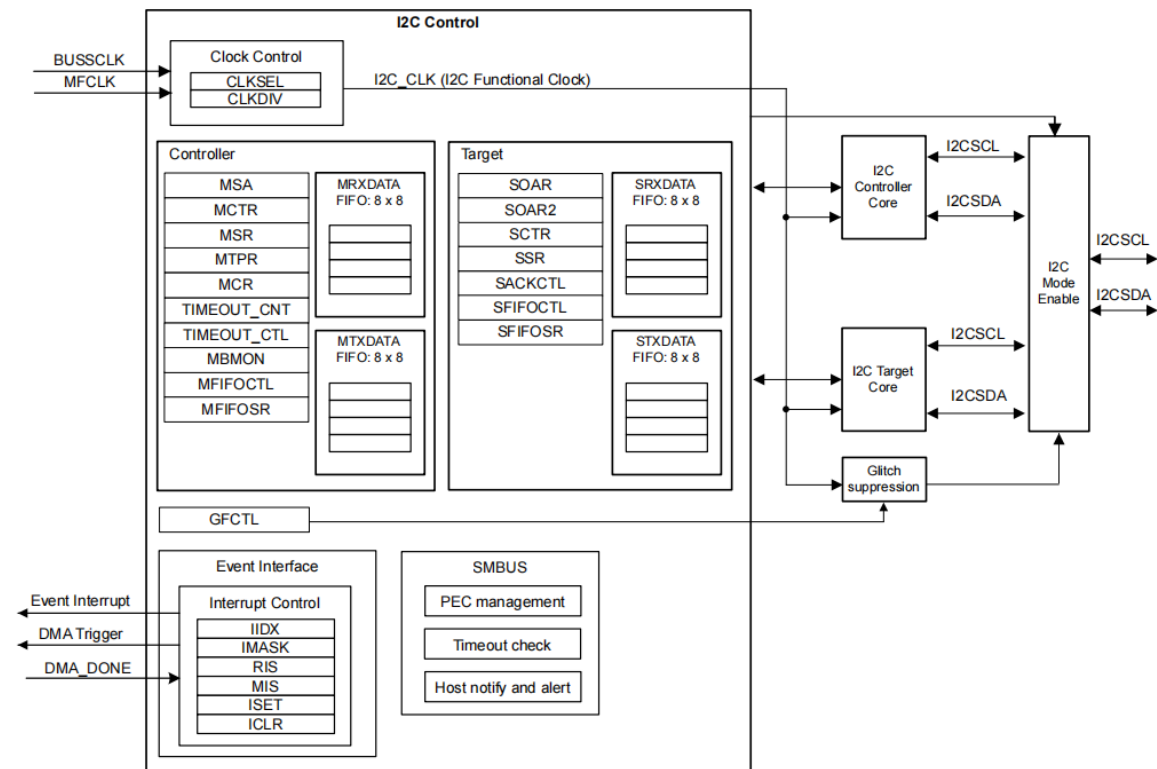 I2C Control
BUSSCLK
MFCLK
Clock Control
CLKSEL
CLKDIV
I2C_CLK (I2C Functional Clock)
Controller
MSA
MCTR
MSR
MTPR
MCR
TIMEOUT_CNT
TIMEOUT_CTL
MBMON
MFIFOCTL
MFIFOSR
MRXDATA
FIFO: 8 x 8
MTXDATA
FIFO: 8 x 8
Target
SOAR
SOAR2
SCTR
SSR
SACKCTL
SFIFOCTL
SFIFOSR
SRXDATA
FIFO: 8 x 8
STXDATA
FIFO: 8 x 8
I2C
Controller
Core
I2CSCL
I2CSDA
I2C Target
Core
I2CSCL
I2CSDA
I2C
Mode
Enable
I2CSCL
I2CSDA
Glitch
suppression
GFCTL
Event Interface
Interrupt Control
IIDX
IMASK
RIS
MIS
ISET
ICLR
Event Interrupt
DMA Trigger
DMA_DONE
SMBUS
PEC management
Timeout check
Host notify and alert